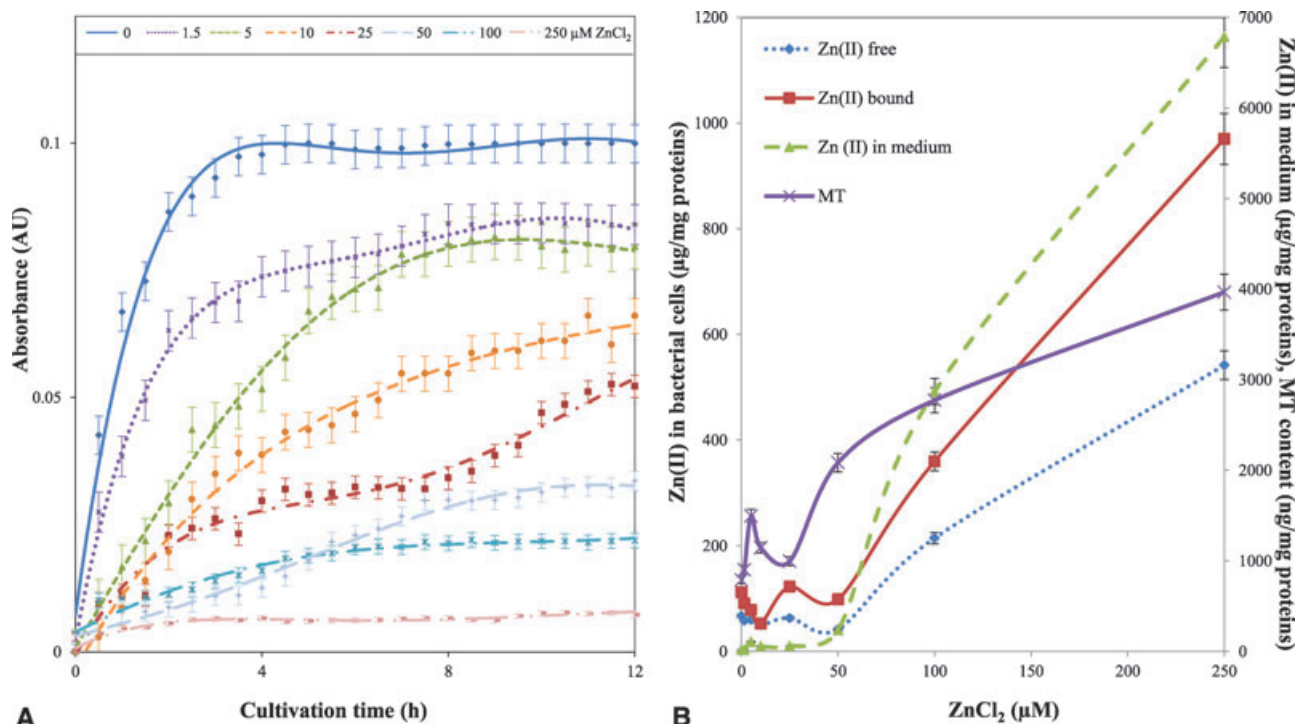 0 1.5 5 10 25 50 100 250 µM ZnCl2
Absorbance (AU)
0.1
0.05
0
0 4 8 12
Cultivation time (h)
A
Zn(II) in bacterial cells (µg/mg proteins)
1200
1000
800
600
400
200
0
Zn(II) free
Zn(II) bound
Zn (II) in medium
MT
7000
6000
5000
4000
3000
2000
1000
0
Zn(II) in medium (µg/mg proteins), MT content (ng/mg proteins)
0 50 100 150 200 250
ZnCl2 (µM)
B